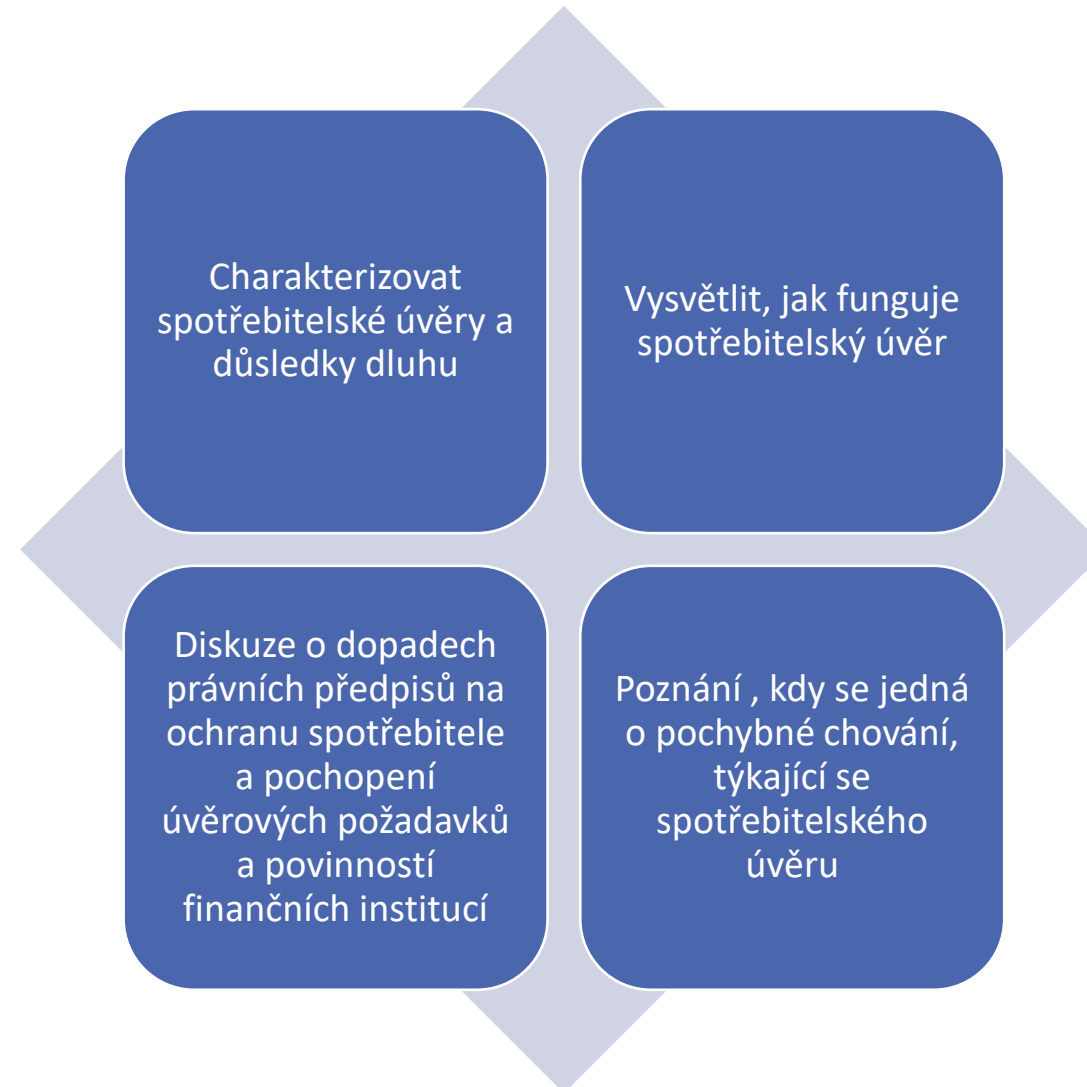 Charakterizovat
spotřebitelské úvěry a
důsledky dluhu
Vysvětlit, jak funguje
spotřebitelský úvěr
Diskuze o dopadech
právních předpisů na
ochranu spotřebitele
a pochopení
úvěrových požadavků
a povinností
finančních institucí
Poznání , kdy se jedná
o pochybné chování,
týkající se
spotřebitelského
úvěru